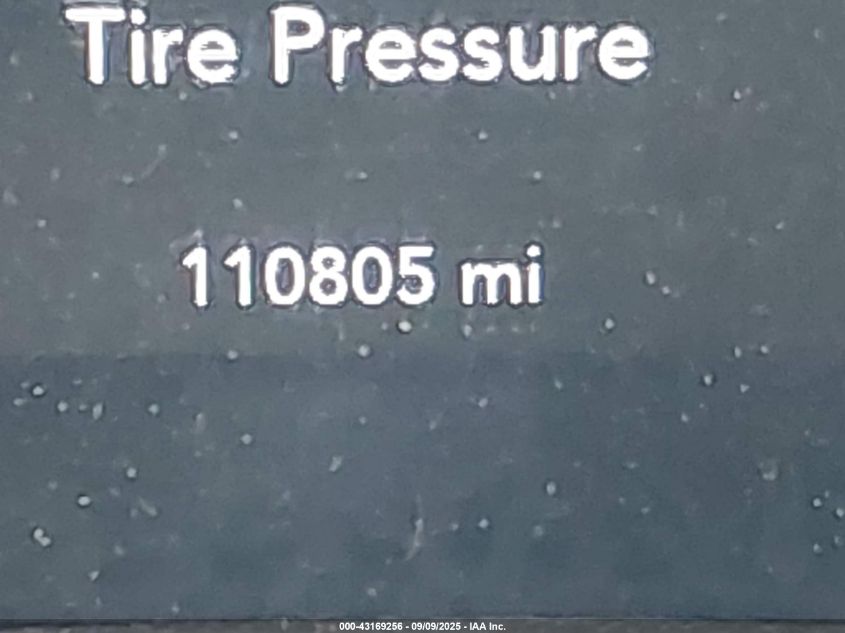 Tire Pressure
110805 mi
000-43169256 - 09/09/2025 - IAA Inc.